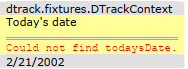 dtrack.fixtures.DTrackContext
Today's date
Could not find todaysDate.
2/21/2002